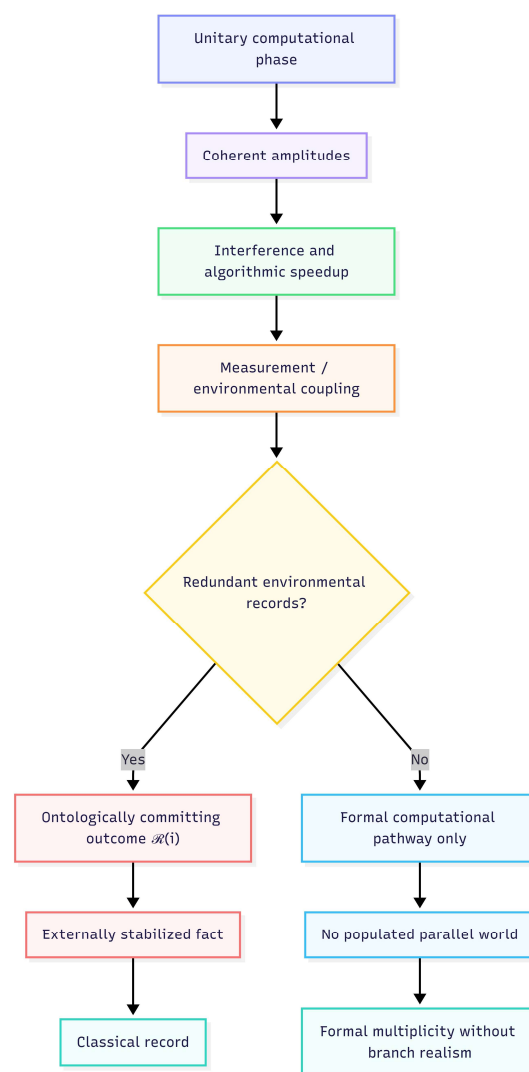 Unitary computational
phase
Coherent amplitudes
Interference and
algorithmic speedup
Measurement /
environmental coupling
Redundant environmental
records?
Yes
No
Ontologically committing
outcome ℛ(i)
Formal computational
pathway only
Externally stabilized fact
No populated parallel world
Classical record
Formal multiplicity without
branch realism